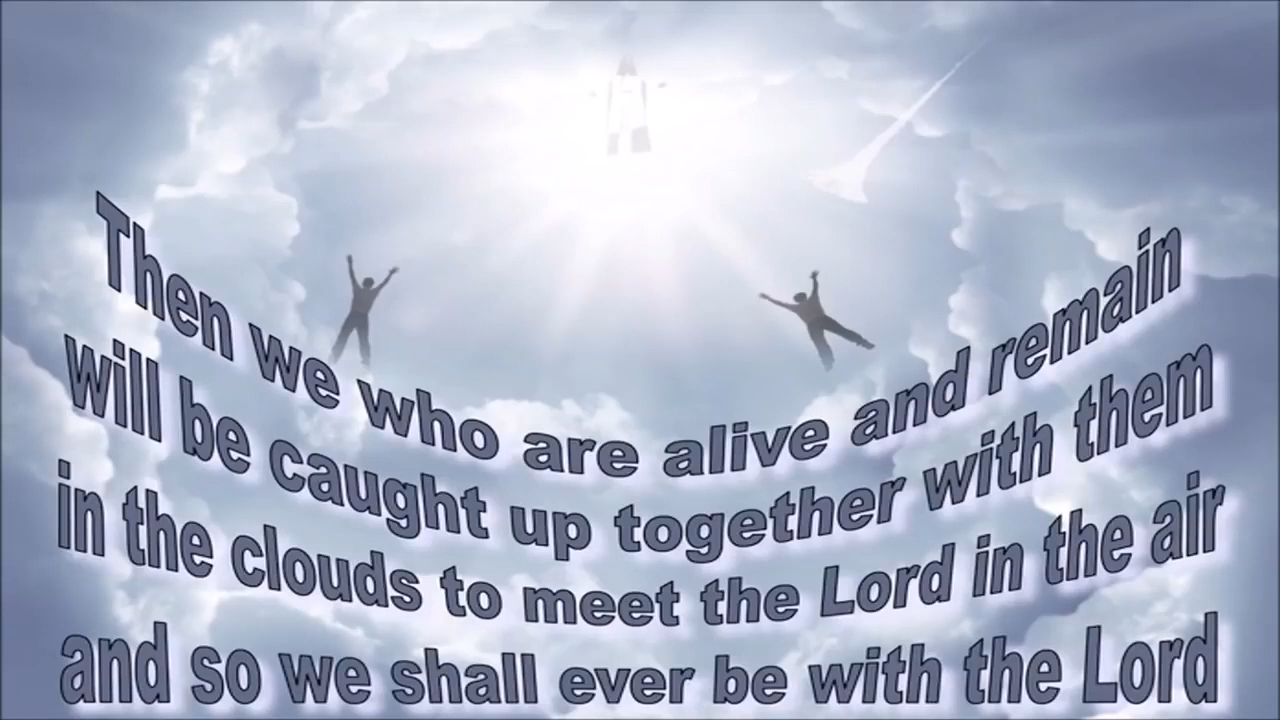 Then we who are alive and remain
will be caught up together with them
in the clouds to meet the Lord in the air
and so we shall ever be with the Lord